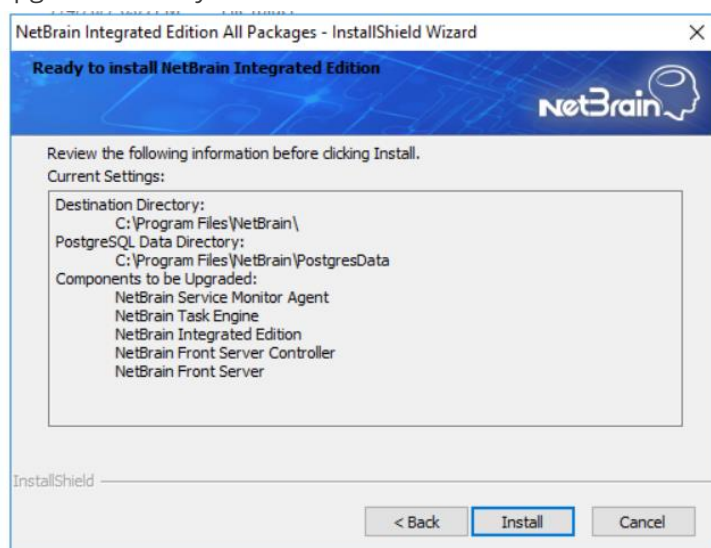 NetBrain Integrated Edition All Packages - InstallShield Wizard
Ready to install NetBrain Integrated Edition
NetBrain
Review the following information before clicking Install.
Current Settings:
Destination Directory:
C:\Program Files\NetBrain\
PostgreSQL Data Directory:
C:\Program Files\NetBrain\PostgresData
Components to be Upgraded:
NetBrain Service Monitor Agent
NetBrain Task Engine
NetBrain Integrated Edition
NetBrain Front Server Controller
NetBrain Front Server
InstallShield
< Back Install Cancel